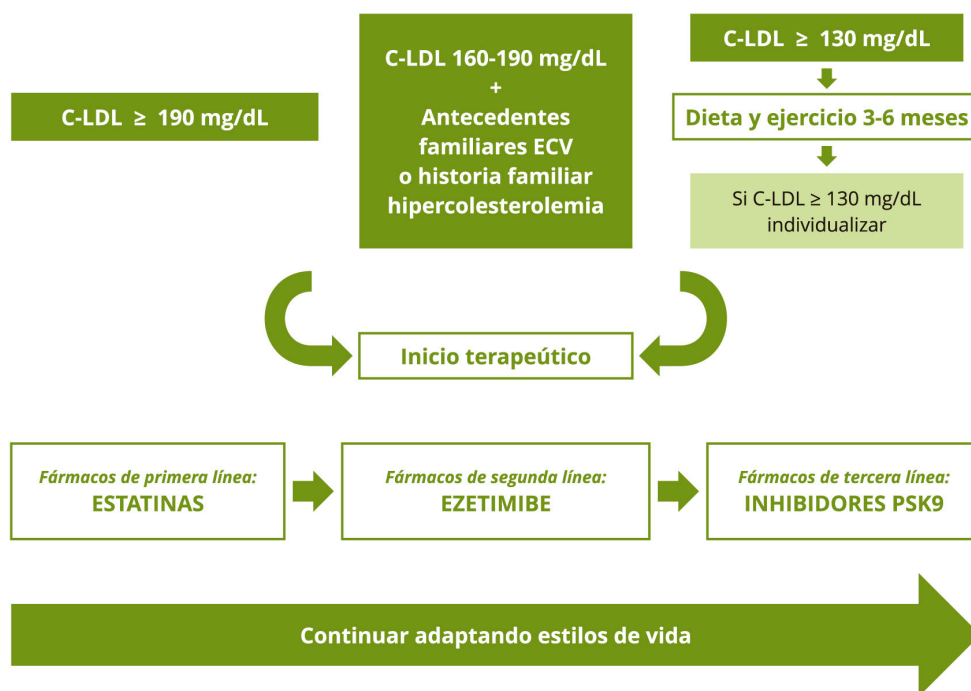 C-LDL ≥ 190 mg/dL
C-LDL 160-190 mg/dL
+
Antecedentes
familiares ECV
o historia familiar
hipercolesterolemia
C-LDL ≥ 130 mg/dL
Dieta y ejercicio 3-6 meses
Si C-LDL ≥ 130 mg/dL
individualizar
Inicio terapeútico
Fármacos de primera línea:
ESTATINAS
Fármacos de segunda línea:
EZETIMIBE
Fármacos de tercera línea:
INHIBIDORES PSK9
Continuar adaptando estilos de vida